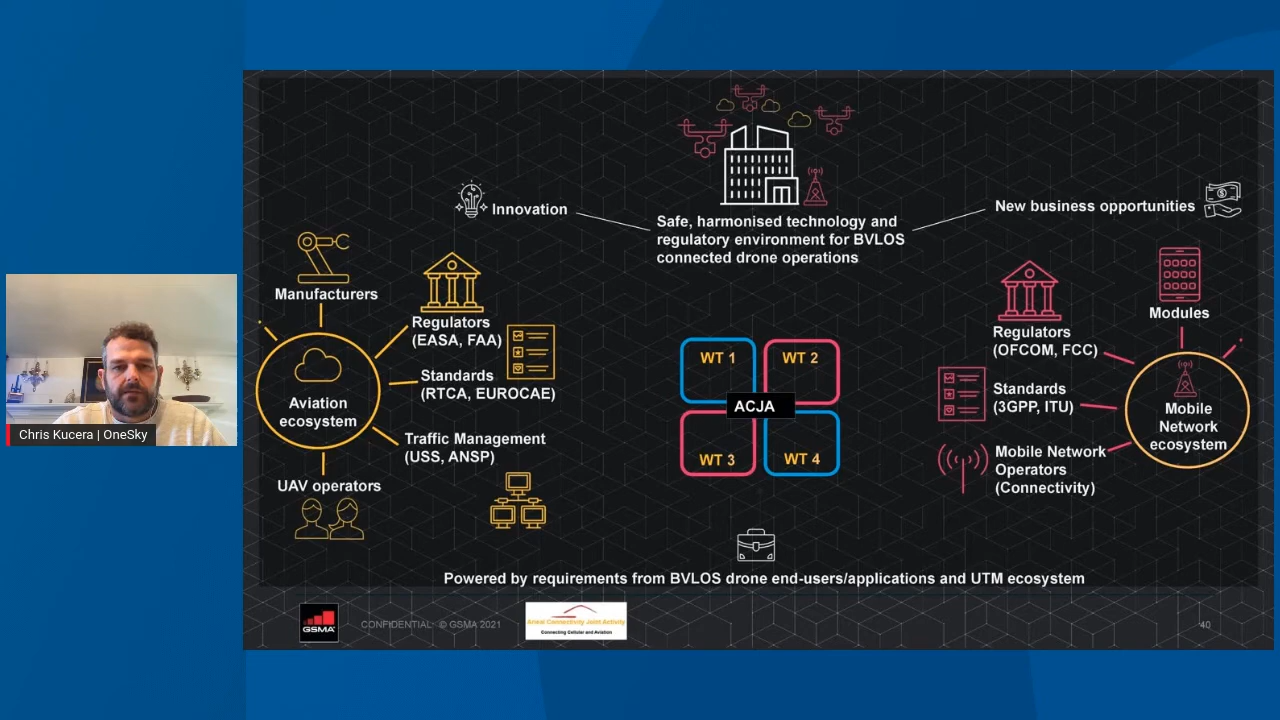 Innovation
New business opportunities
Safe, harmonised technology and
regulatory environment for BVLOS
connected drone operations
Manufacturers
Regulators
(EASA, FAA)
Standards
(RTCA, EUROCAE)
Aviation
ecosystem
Traffic Management
(USS, ANSP)
UAV operators
WT 1
WT 2
ACJA
WT 3
WT 4
Modules
Regulators
(OFCOM, FCC)
Standards
(3GPP, ITU)
Mobile
Network
ecosystem
Mobile Network
Operators
(Connectivity)
Chris Kucera | OneSky
Powered by requirements from BVLOS drone end-users/applications and UTM ecosystem
GSMA
CONFIDENTIAL: © GSMA 2021
Aerial Connectivity Joint Activity
Connecting Cellular and Aviation
40